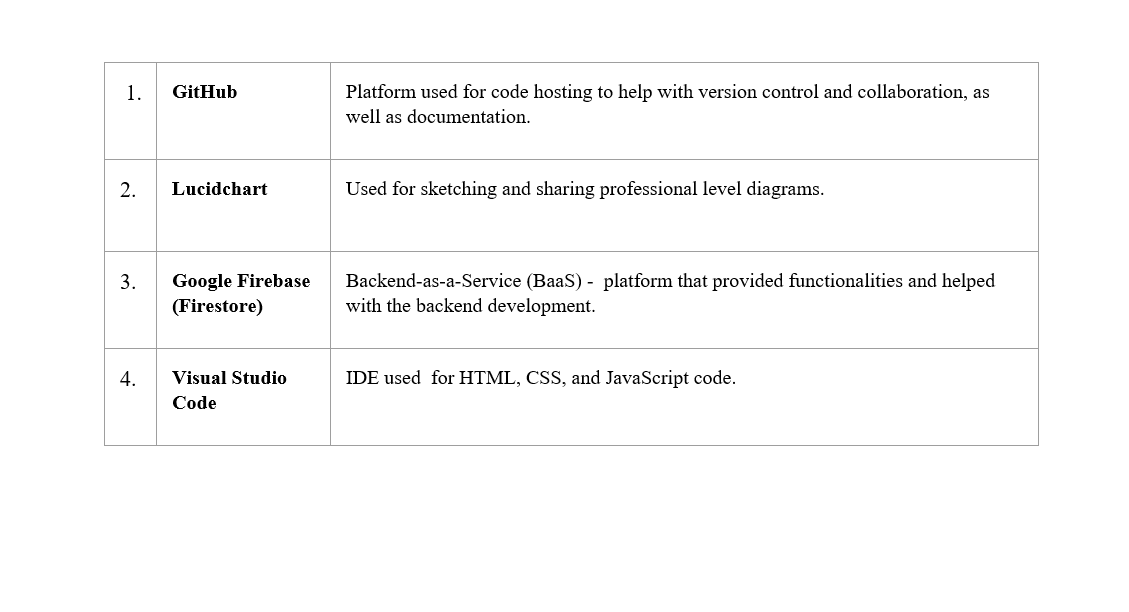 1. GitHub Platform used for code hosting to help with version control and collaboration, as
well as documentation.
2. Lucidchart Used for sketching and sharing professional level diagrams.
3. Google Firebase Backend-as-a-Service (BaaS) -  platform that provided functionalities and helped
(Firestore) with the backend development.
4. Visual Studio IDE used  for HTML, CSS, and JavaScript code.
Code